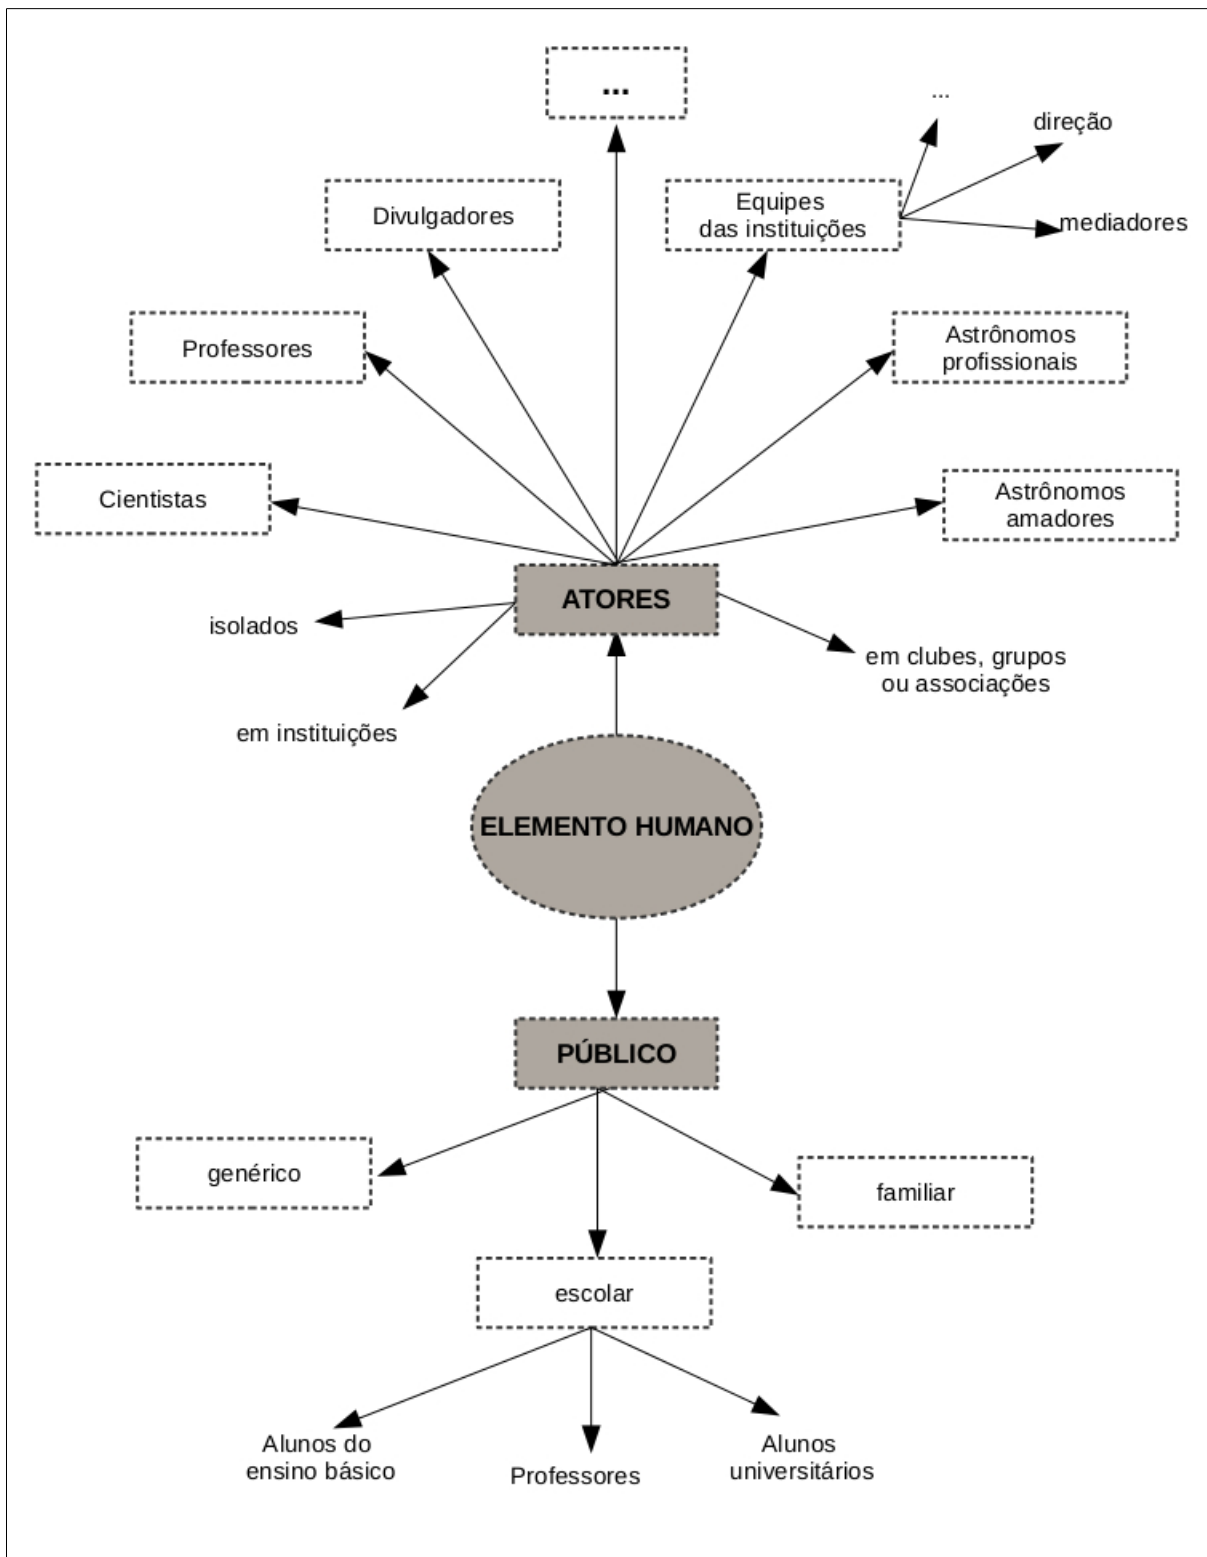 ...
...
direção
Divulgadores
Equipes
das instituições
mediadores
Professores
Astrônomos
profissionais
Cientistas
Astrônomos
amadores
ATORES
isolados
em clubes, grupos
ou associações
em instituições
ELEMENTO HUMANO
PÚBLICO
genérico
familiar
escolar
Alunos do
ensino básico
Professores
Alunos
universitários